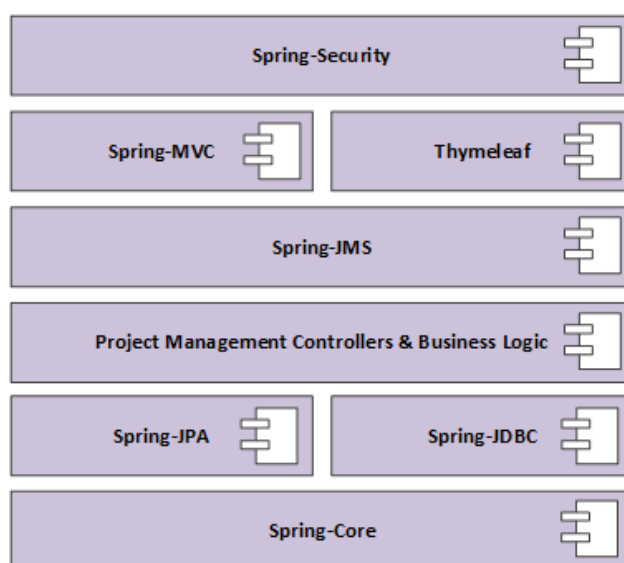 Spring-Security
Spring-MVC
Thymeleaf
Spring-JMS
Project Management Controllers & Business Logic
Spring-JPA
Spring-JDBC
Spring-Core